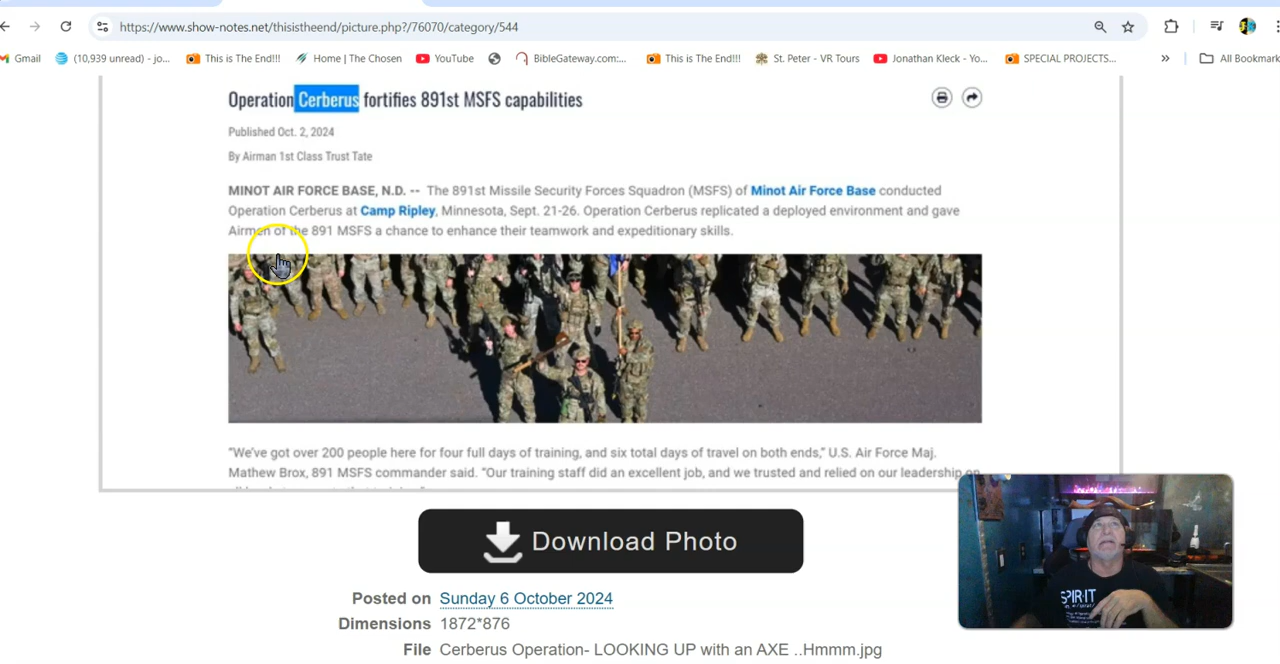 https://www.show-notes.net/thisistheend/picture.php?/76070/category/544
Gmail
(10,939 unread) - jo...
This is The End!!!
Home | The Chosen
YouTube
BibleGateway.com:...
This is The End!!!
St. Peter - VR Tours
Jonathan Kleck - Yo...
SPECIAL PROJECTS...
»
All Bookmark
Operation Cerberus fortifies 891st MSFS capabilities
Published Oct. 2, 2024
By Airman 1st Class Trust Tate
MINOT AIR FORCE BASE, N.D. -- The 891st Missile Security Forces Squadron (MSFS) of Minot Air Force Base conducted
Operation Cerberus at Camp Ripley, Minnesota, Sept. 21-26. Operation Cerberus replicated a deployed environment and gave
Airmen of the 891 MSFS a chance to enhance their teamwork and expeditionary skills.
“We’ve got over 200 people here for four full days of training, and six total days of travel on both ends,” U.S. Air Force Maj.
Mathew Brox, 891 MSFS commander said. “Our training staff did an excellent job, and we trusted and relied on our leadership on
SPIRIT
Download Photo
Posted on Sunday 6 October 2024
Dimensions 1872*876
File Cerberus Operation- LOOKING UP with an AXE ..Hmmm.jpg